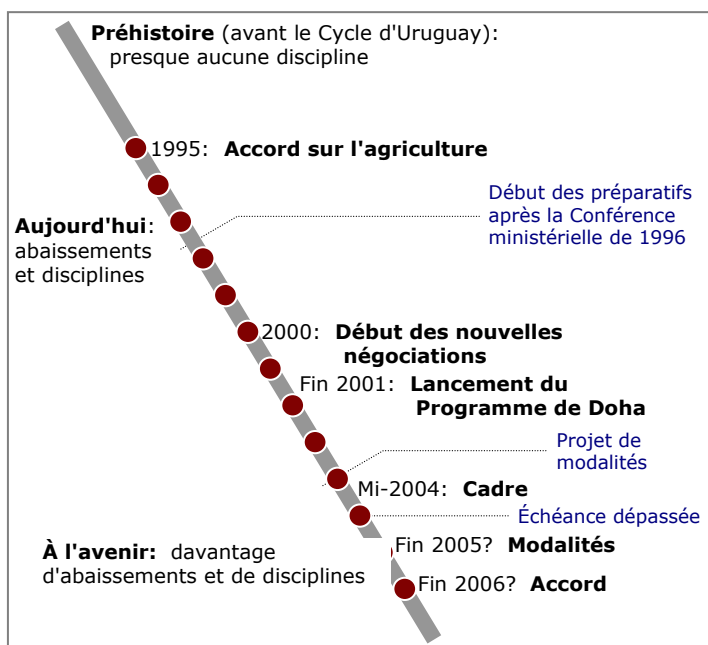 Préhistoire (avant le Cycle d'Uruguay):
presque aucune discipline
1995: Accord sur l'agriculture
Début des préparatifs
après la Conférence
ministérielle de 1996
Aujourd'hui:
abaissements
et disciplines
2000: Début des nouvelles
négociations
Fin 2001: Lancement du
Programme de Doha
Projet de
modalités
Mi-2004: Cadre
Échéance dépassée
Fin 2005? Modalités
À l'avenir: davantage
d'abaissements et de disciplines
Fin 2006? Accord